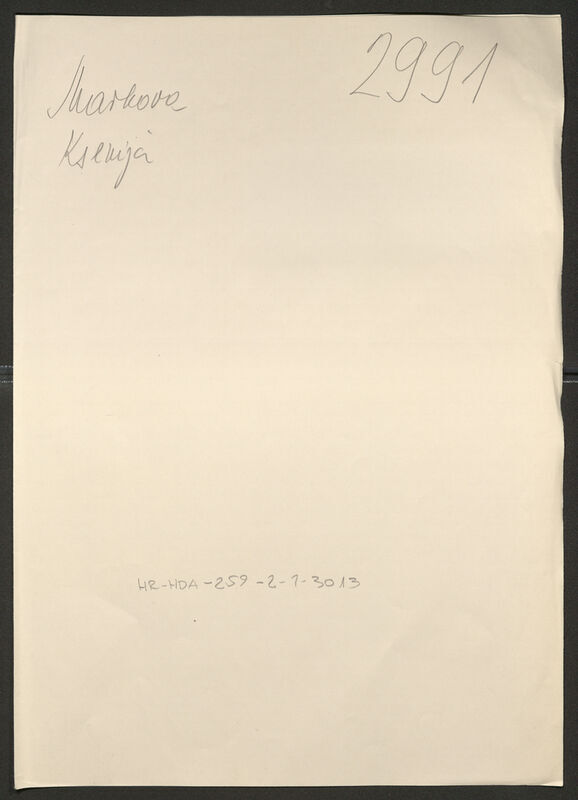 2991
Markova
Ksenija
HR-HDA-259-2-1-3013